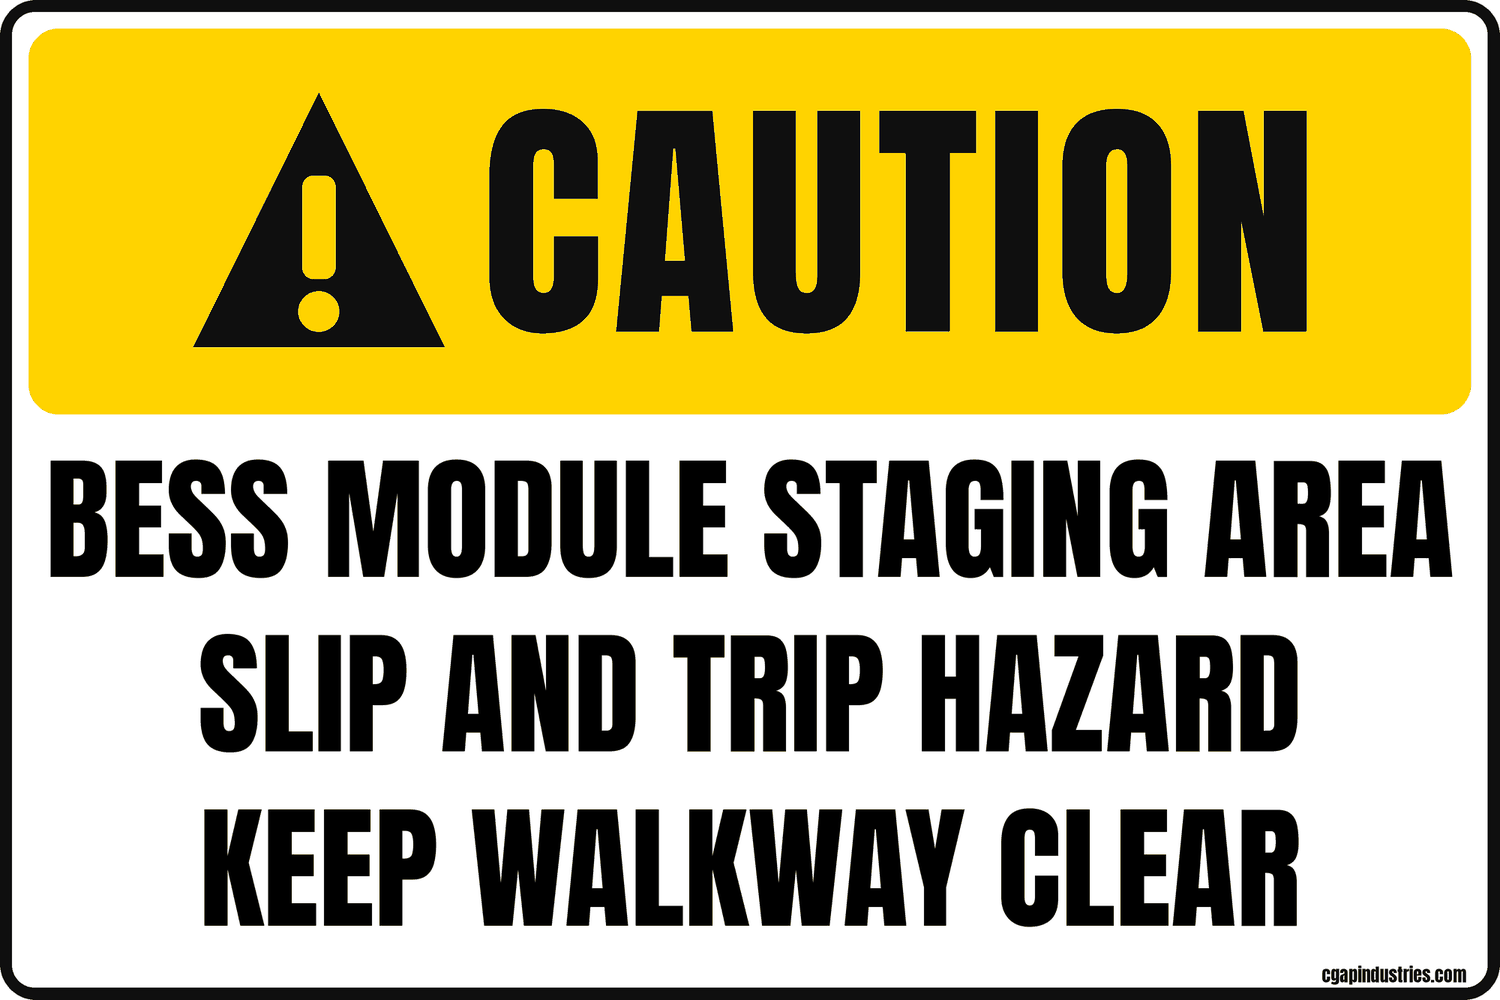 CAUTION
BESS MODULE STAGING AREA
SLIP AND TRIP HAZARD
KEEP WALKWAY CLEAR
cgapindustries.com